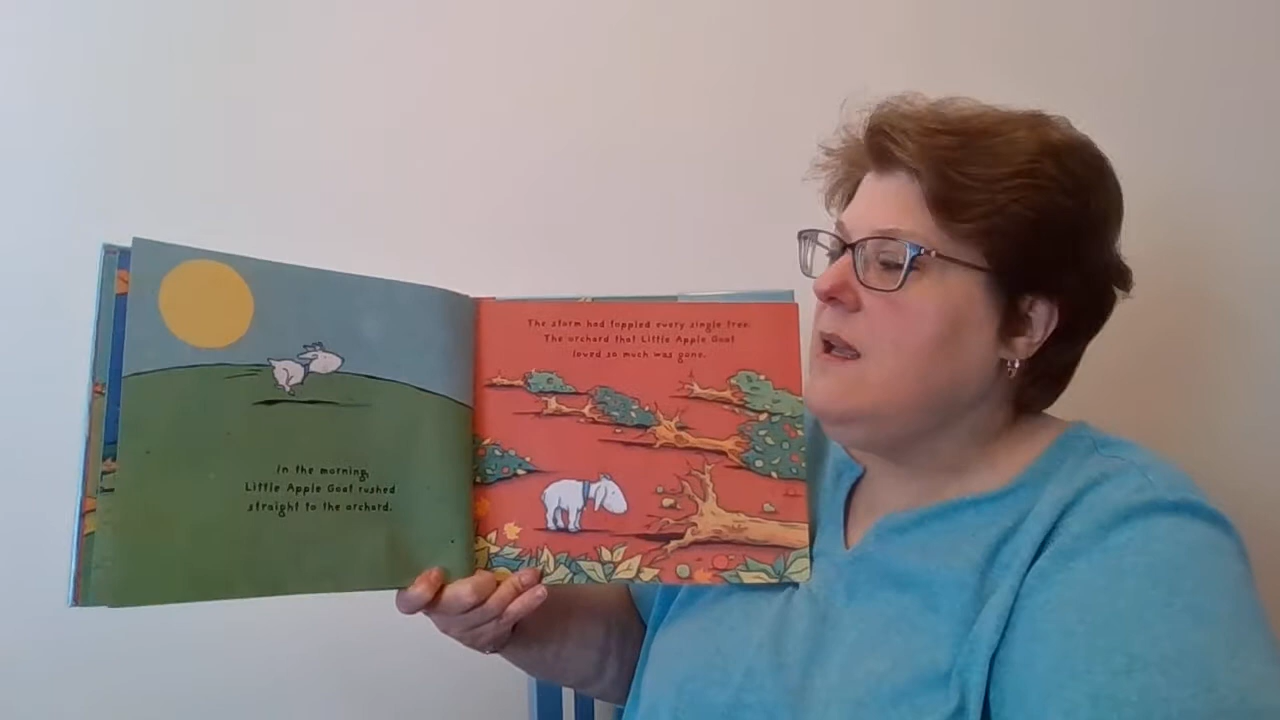 In the morning,
Little Apple Goat rushed
straight to the orchard.
The storm had toppled every single tree.
The orchard that Little Apple Goat
loved so much was gone.